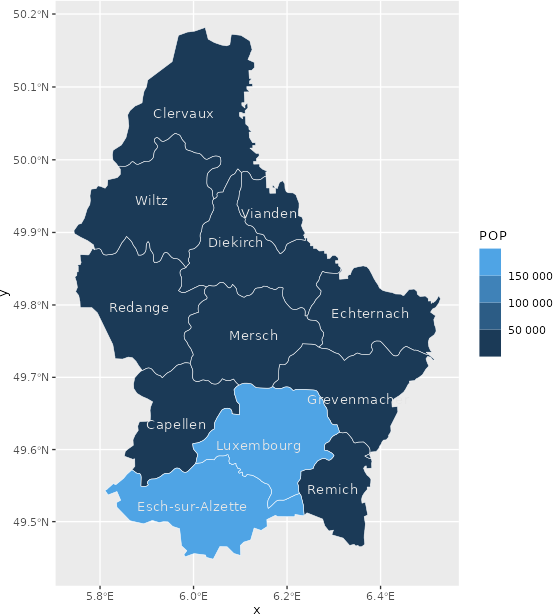 50.2°N
50.1°N
50.0°N
49.9°N
49.8°N
49.7°N
49.6°N
49.5°N
y
Clervaux
Wiltz
Vianden
Diekirch
Redange
Echternach
Mersch
Grevenmach
Capellen
Luxembourg
Remich
Esch-sur-Alzette
5.8°E
6.0°E
6.2°E
6.4°E
x
POP
150 000
100 000
50 000